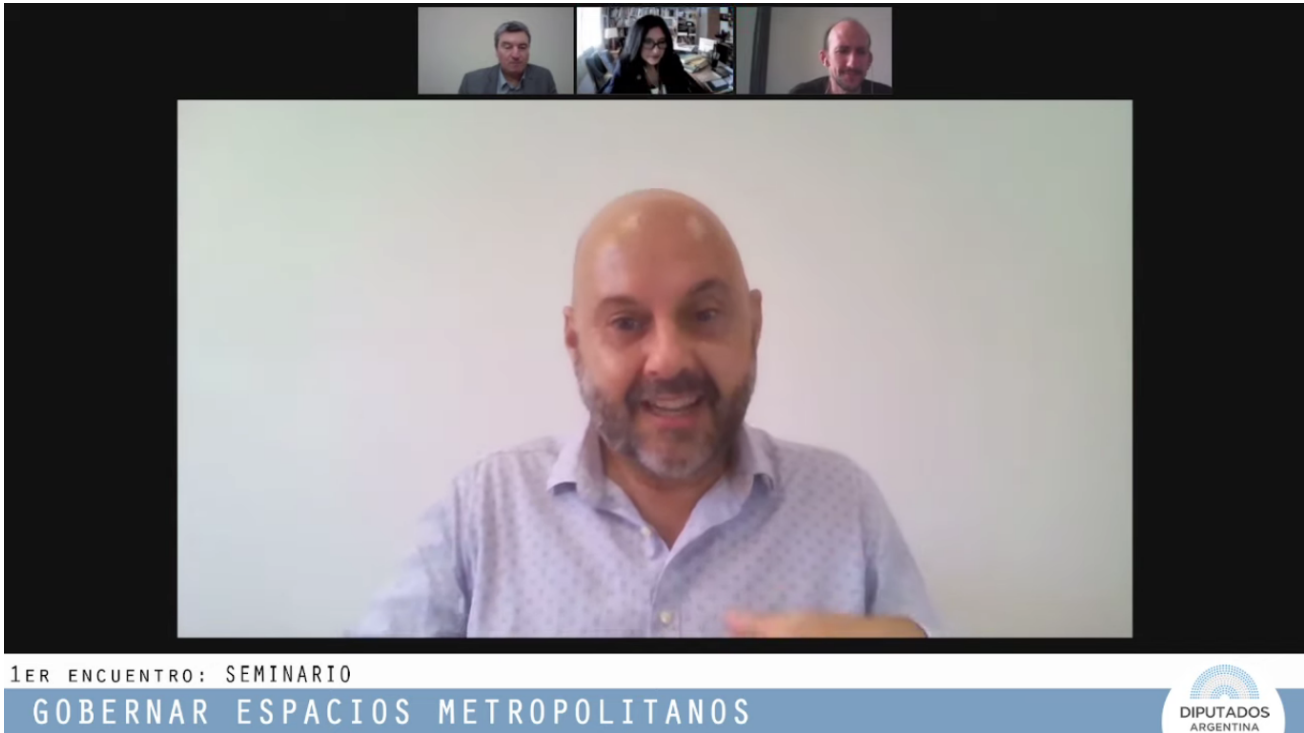 1ER ENCUENTRO: SEMINARIO
GOBERNAR ESPACIOS METROPOLITANOS
DIPUTADOS
ARGENTINA